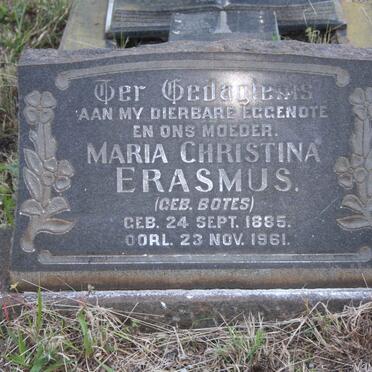 Ter Gedagtenis
AAN MY DIERBARE EGGENOTE
EN ONS MOEDER.
MARIA CHRISTINA
ERASMUS.
(GEB. BOTES)
GEB. 24 SEPT. 1885.
OORL. 23 NOV. 1961.